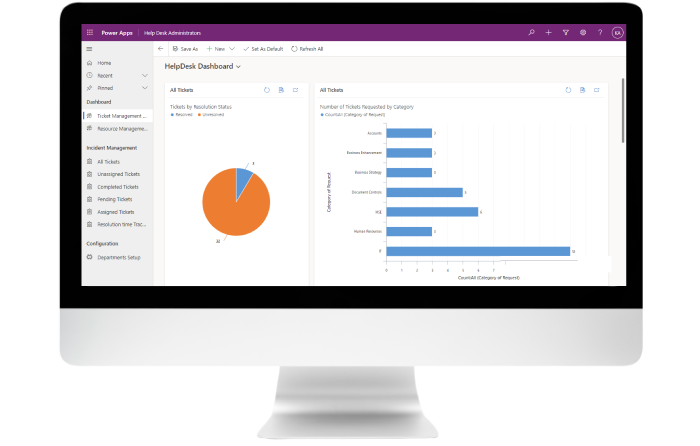 Power Apps
Help Desk Administrators
KA
Save As
New
Set As Default
Refresh All
Home
Recent
Pinned
Dashboard
Ticket Management ...
Resource Manageme...
Incident Management
All Tickets
Unassigned Tickets
Completed Tickets
Pending Tickets
Assigned Tickets
Resolution time Trac...
Configuration
Departments Setup
HelpDesk Dashboard
All Tickets
Tickets by Resolution Status
Resolved
Unresolved
All Tickets
Number of Tickets Requested by Category
CountAll (Category of Request)
Category of Request
Accounts
3
Business Enhancement
3
Business Strategy
3
Document Controls
5
6
Human Resources
3
IT
12
0 1 2 3 4 5 6 7
CountAll (Category of Request)